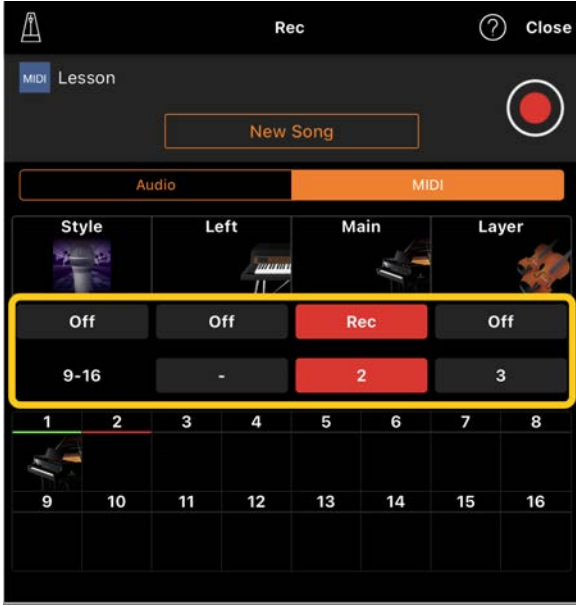 Rec
? Close
MIDI Lesson
New Song
Audio MIDI
Style Left Main Layer
Off Off Rec Off
9-16 - 2 3
1 2 3 4 5 6 7 8
9 10 11 12 13 14 15 16